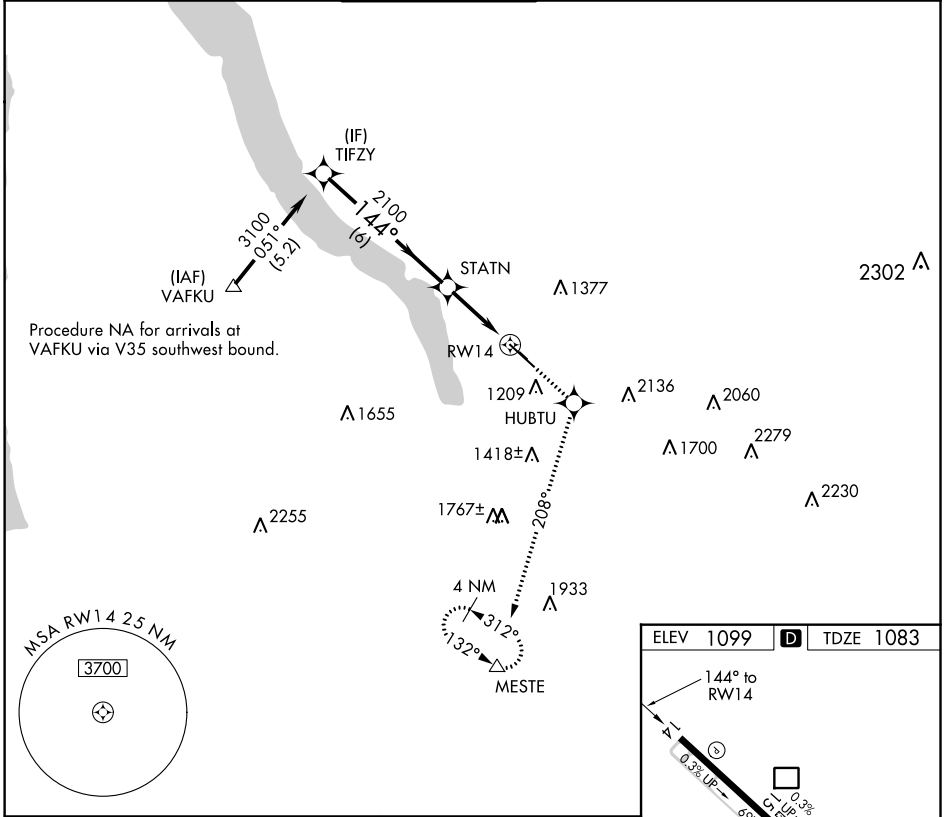 (IF)
TIFZY
2100
144°
(6)
3100
051°
(5.2)
(IAF)
VAFKU
STATN
1377
2302
Procedure NA for arrivals at
VAFKU via V35 southwest bound.
RW14
1209
HUBTU
2136
2060
1655
1418±
1700
2279
2230
1767±
208°
2255
4 NM
1933
312°
132°
MESTE
MSA RW14 25 NM
3700
ELEV 1099 D TDZE 1083
144° to
RW14
14
P
0.3% UP
0.3%
UP